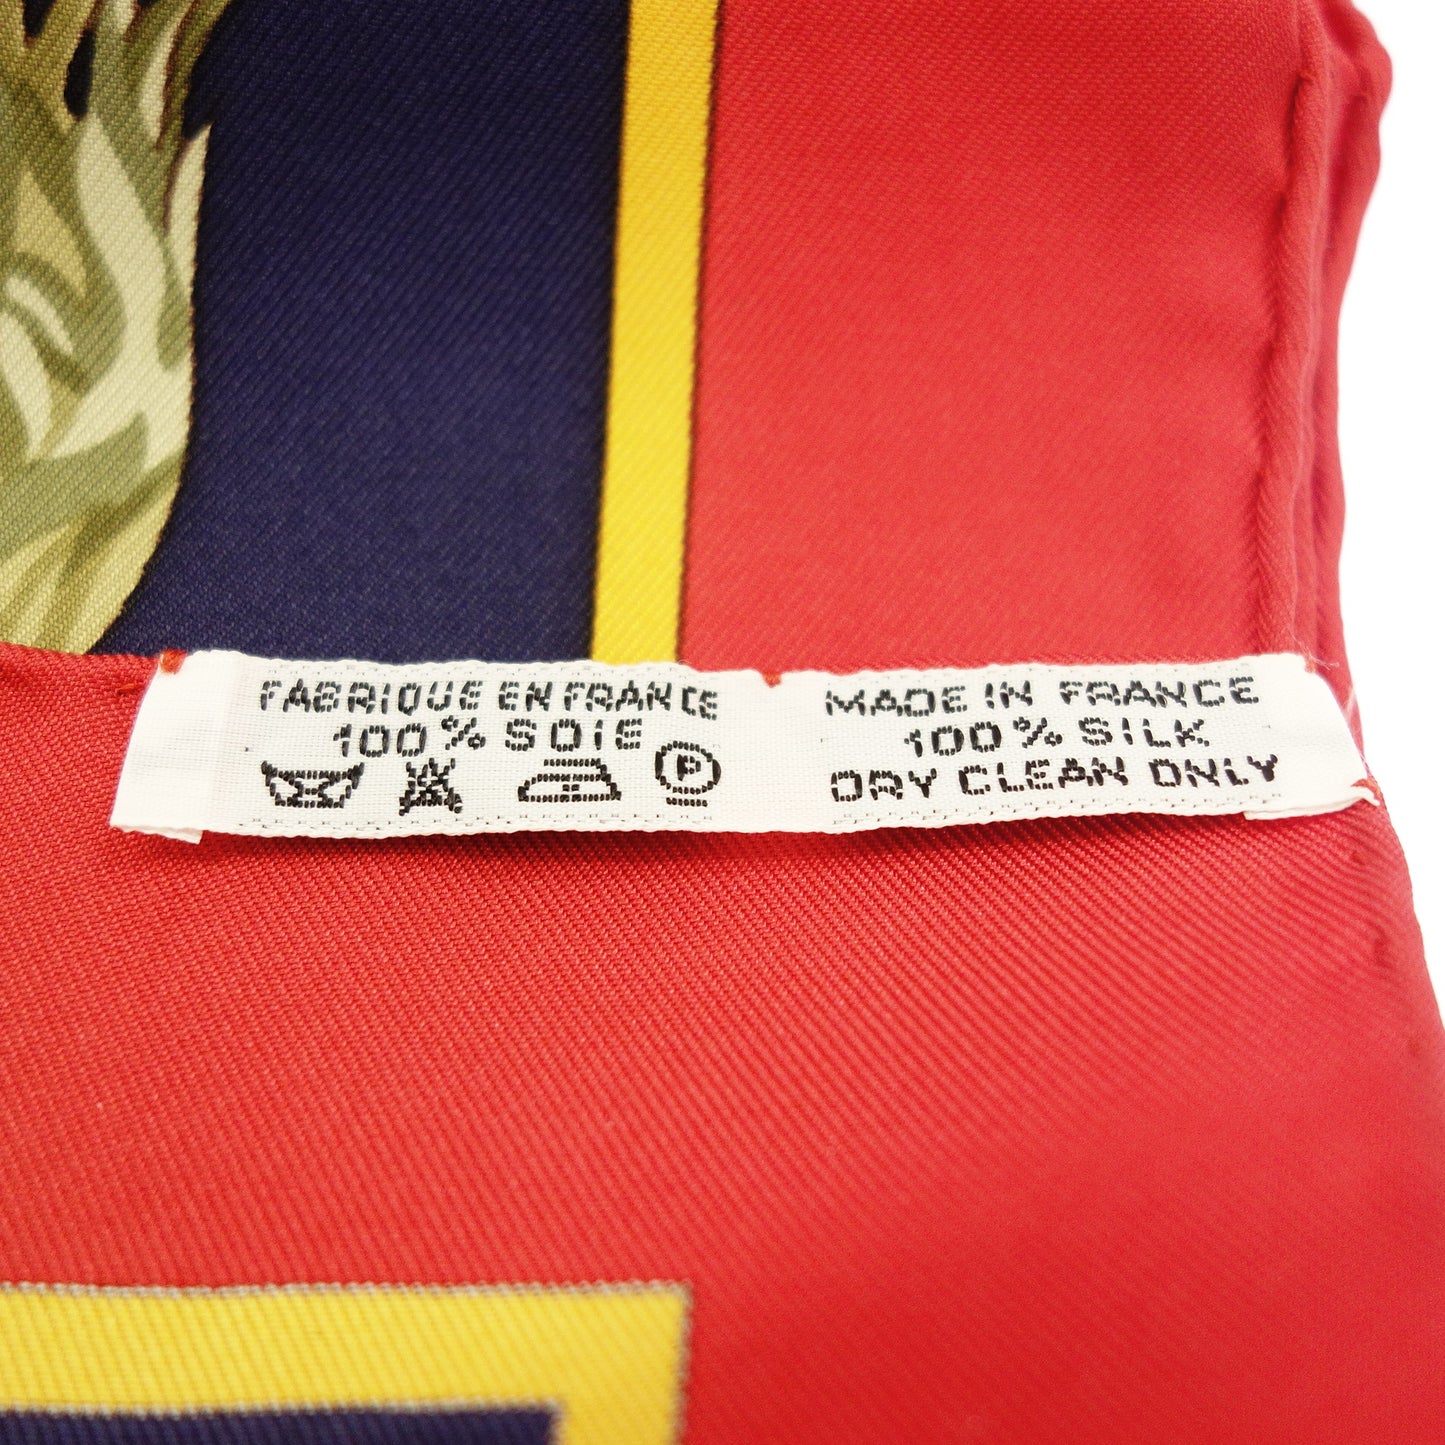 FABRIQUE EN FRANCE
100% SOIE
P
MADE IN FRANCE
100% SILK
DRY CLEAN ONLY